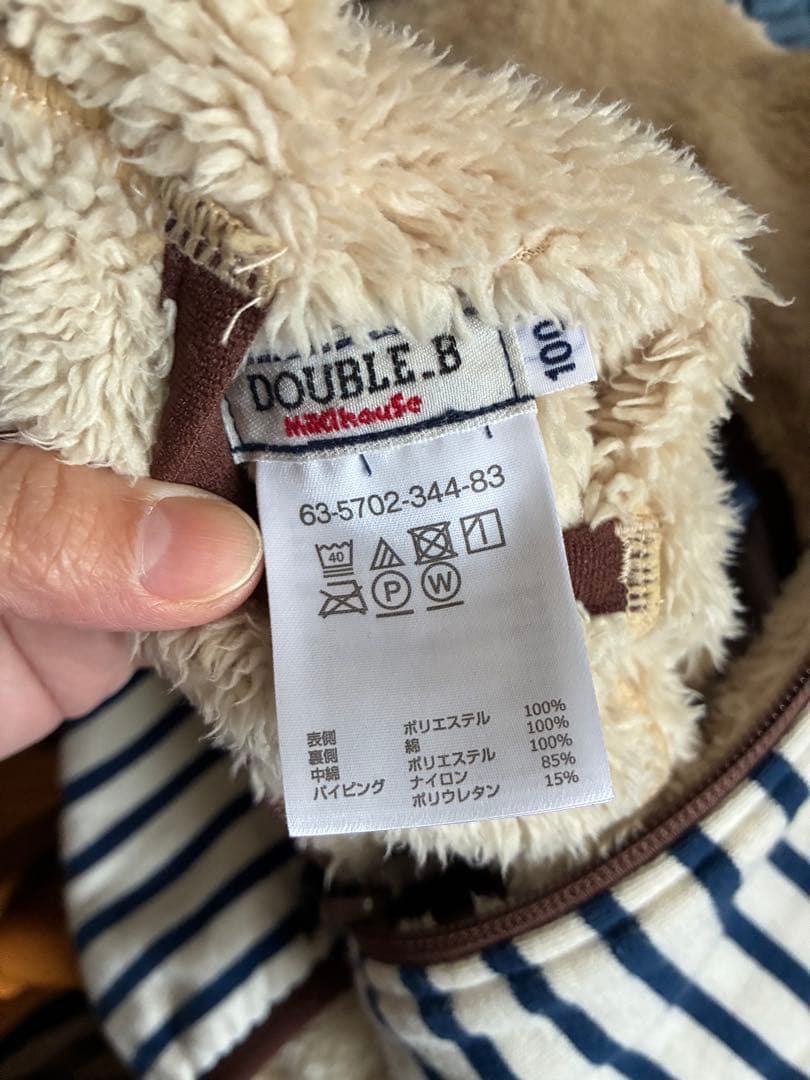 DOUBLE_B
mikihouse
100
63-5702-344-83
40
P W
表側 ポリエステル 100%
裏側 綿 100%
中綿 ポリエステル 100%
パイピング ナイロン 85%
ポリウレタン 15%